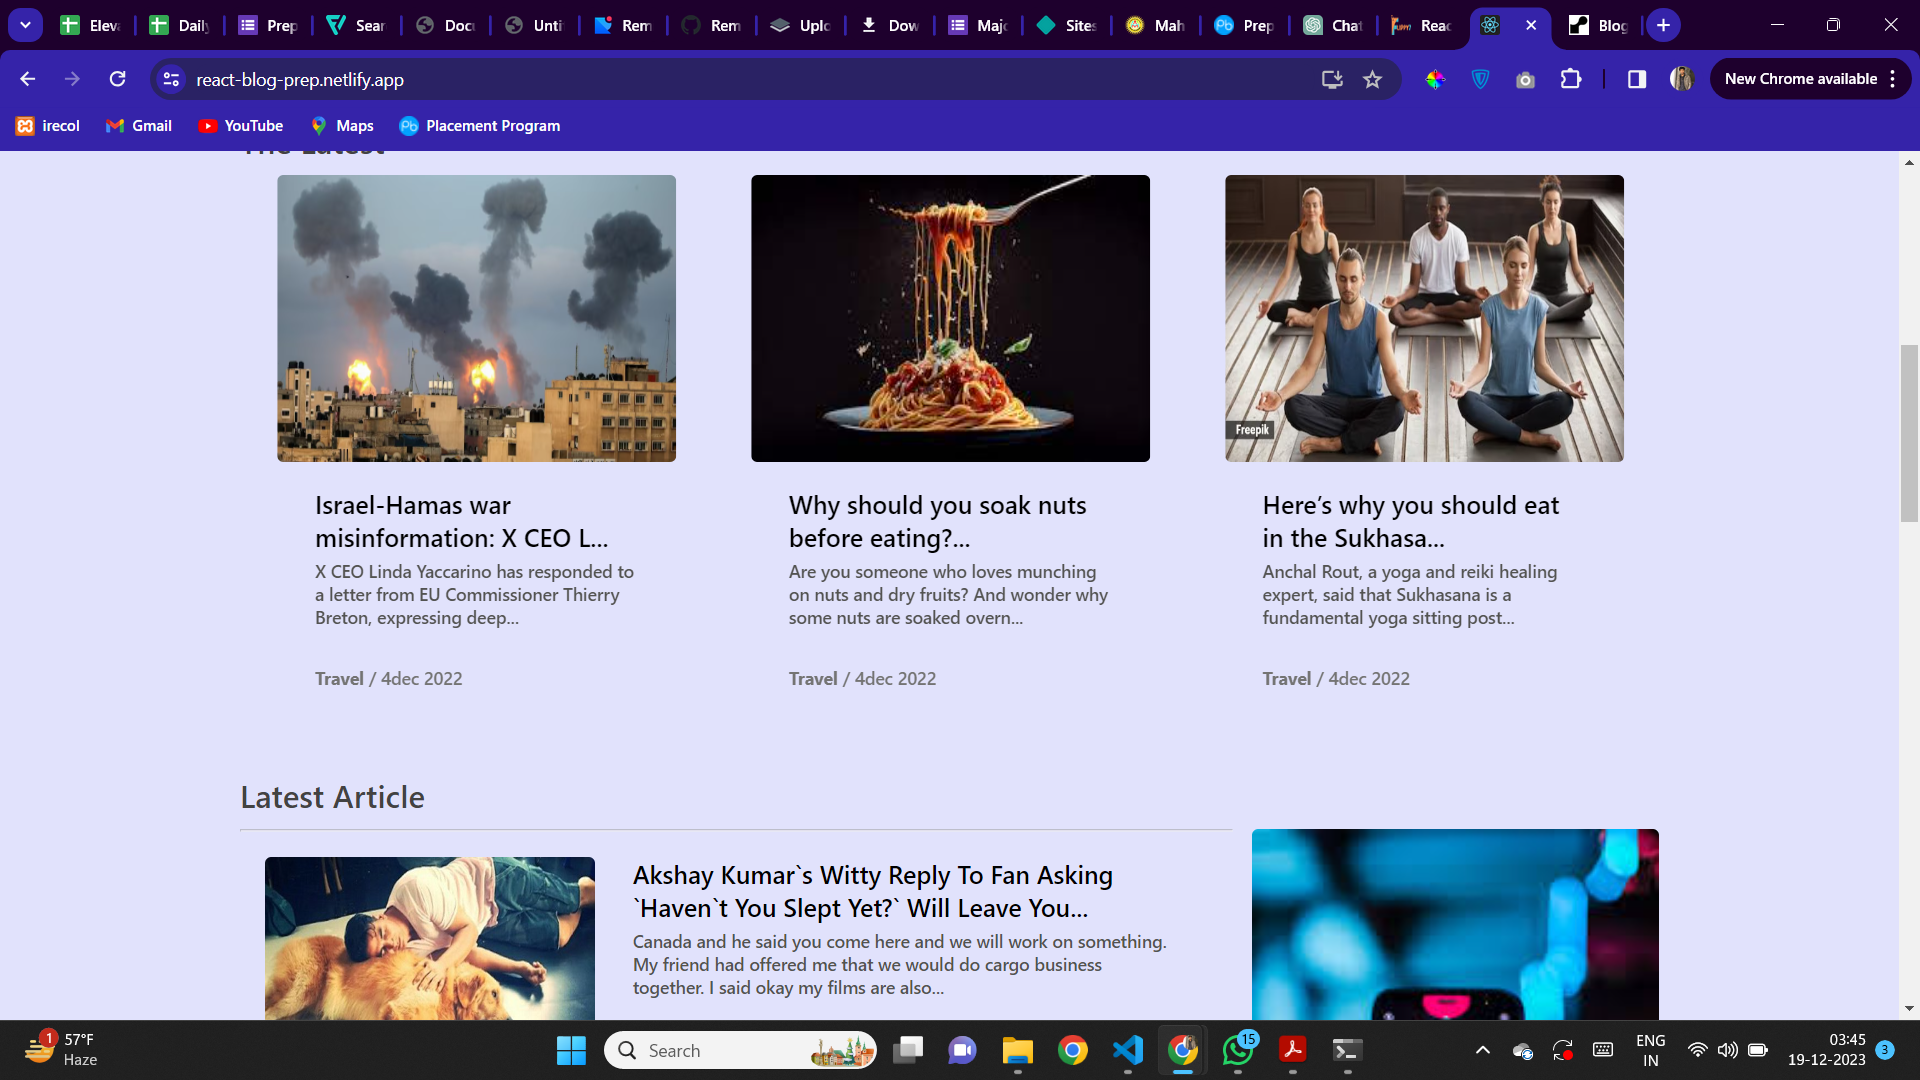 Elev
Daily
Prep
Sear
Docu
Unti
Rem
Rem
Uplo
Dow
Majo
Sites
Mah
Prep
Chat
Reac
Blog
react-blog-prep.netlify.app
New Chrome available
irecol
Gmail
YouTube
Maps
Placement Program
The Latest
Freepik
Israel-Hamas war
misinformation: X CEO L...
X CEO Linda Yaccarino has responded to
a letter from EU Commissioner Thierry
Breton, expressing deep...
Travel / 4dec 2022
Why should you soak nuts
before eating?...
Are you someone who loves munching
on nuts and dry fruits? And wonder why
some nuts are soaked overn...
Travel / 4dec 2022
Here’s why you should eat
in the Sukhasa...
Anchal Rout, a yoga and reiki healing
expert, said that Sukhasana is a
fundamental yoga sitting post...
Travel / 4dec 2022
Latest Article
Akshay Kumar`s Witty Reply To Fan Asking
`Haven`t You Slept Yet?` Will Leave You...
Canada and he said you come here and we will work on something.
My friend had offered me that we would do cargo business
together. I said okay my films are also...
1
57°F
Haze
Search
15
ENG
IN
03:45
19-12-2023
3